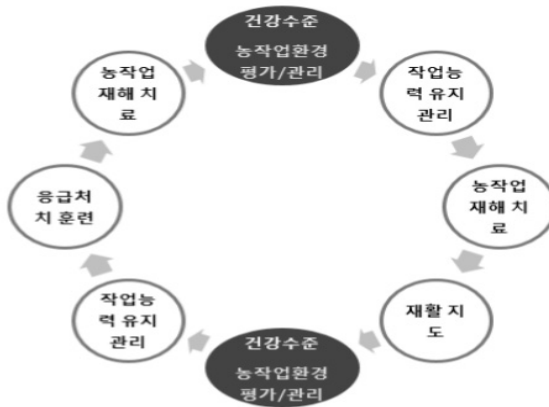 건강수준
농작업환경
평가/관리
작업능
력 유지
관리
농작업
재해 치
료
재활 지
도
건강수준
농작업환경
평가/관리
작업능
력 유지
관리
응급처
치 훈련
농작업
재해 치
료